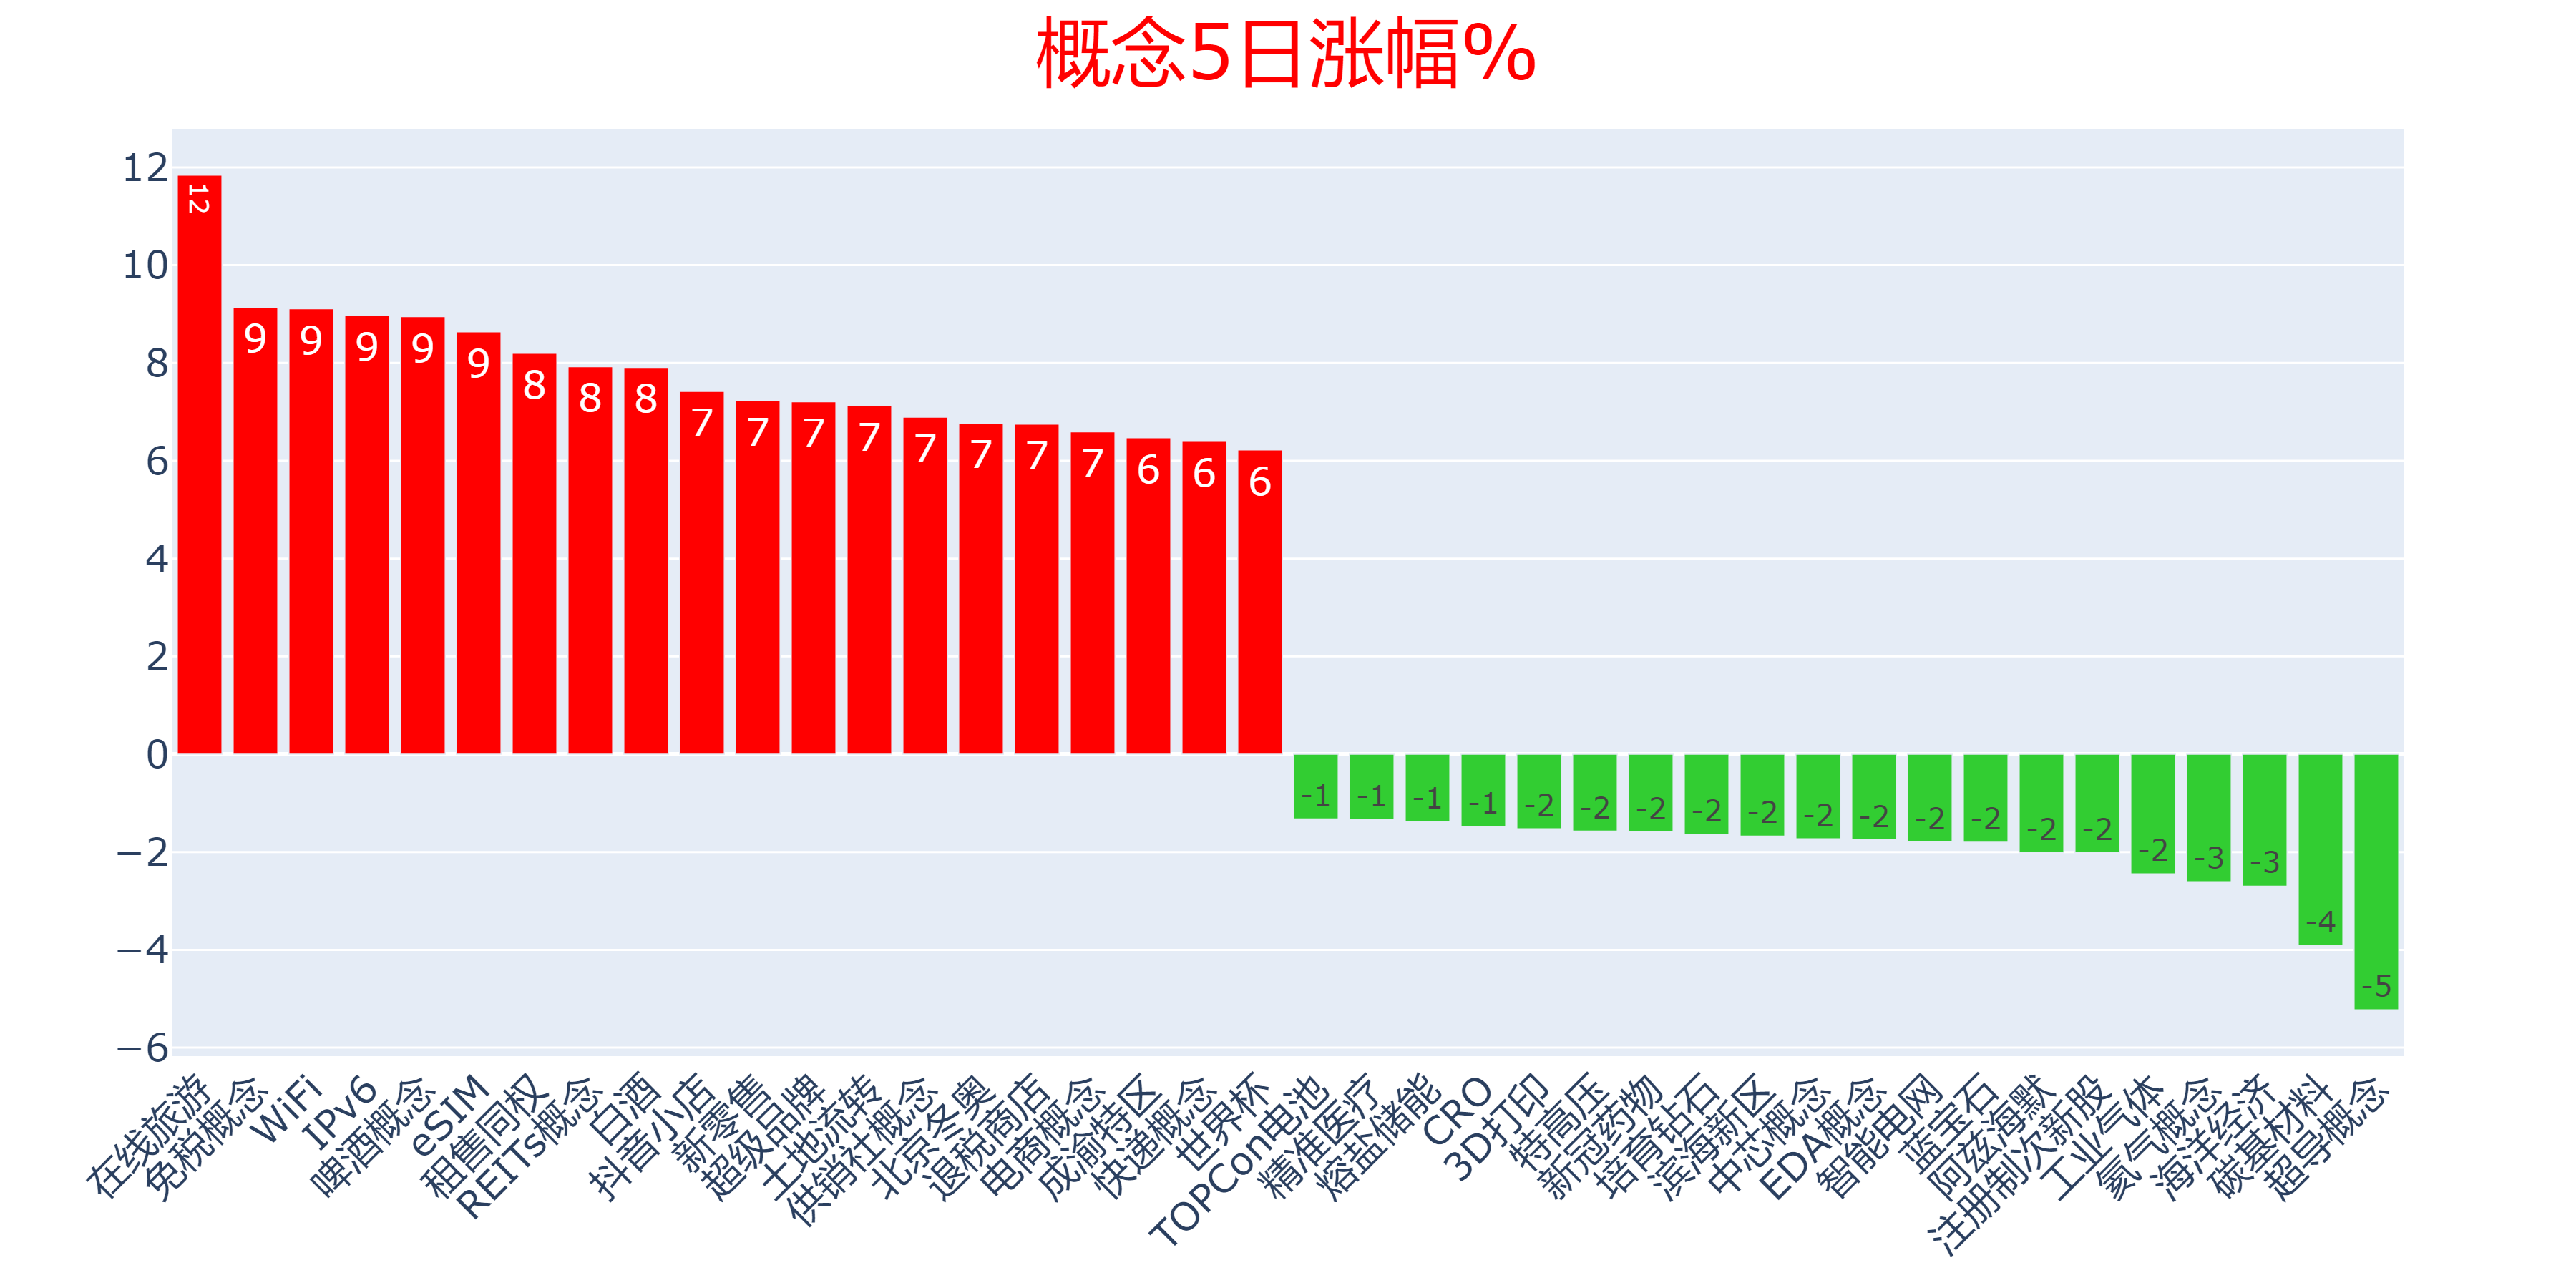 概念5日涨幅%
12
10
8
6
4
2
0
−2
−4
−6
12
9
9
9
9
9
8
8
8
7
7
7
7
7
7
7
7
6
6
6
-1
-1
-1
-1
-2
-2
-2
-2
-2
-2
-2
-2
-2
-2
-2
-2
-3
-3
-4
-5
在线旅游
免税概念
WiFi
IPv6
啤酒概念
eSIM
租售同权
REITs概念
白酒
抖音小店
新零售
超级品牌
土地流转
供销社概念
北京冬奥
退税商店
电商概念
成渝特区
快递概念
世界杯
TOPCon电池
精准医疗
熔盐储能
CRO
3D打印
特高压
新冠药物
培育钻石
滨海新区
中芯概念
EDA概念
智能电网
蓝宝石
阿兹海默
注册制次新股
工业气体
氦气概念
海洋经济
碳基材料
超导概念